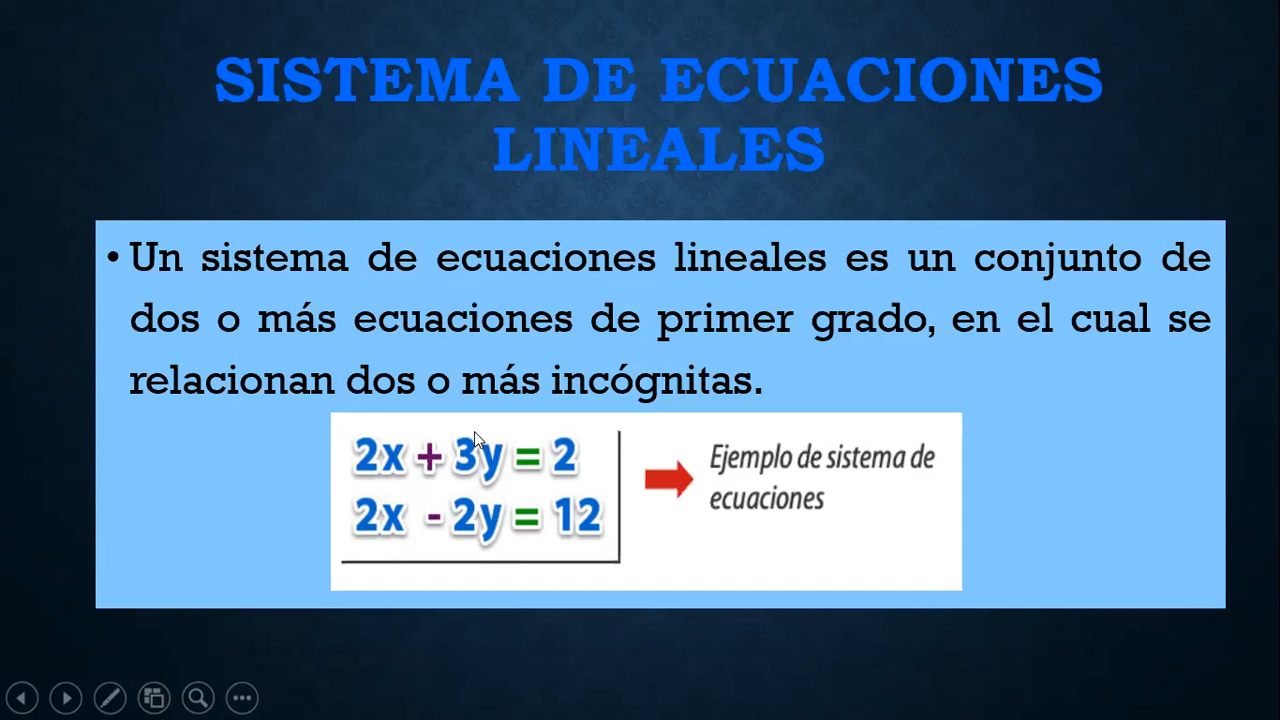 SISTEMA DE ECUACIONES
LINEALES
• Un sistema de ecuaciones lineales es un conjunto de
dos o más ecuaciones de primer grado, en el cual se
relacionan dos o más incógnitas.
2x + 3y = 2
2x - 2y = 12
Ejemplo de sistema de
ecuaciones